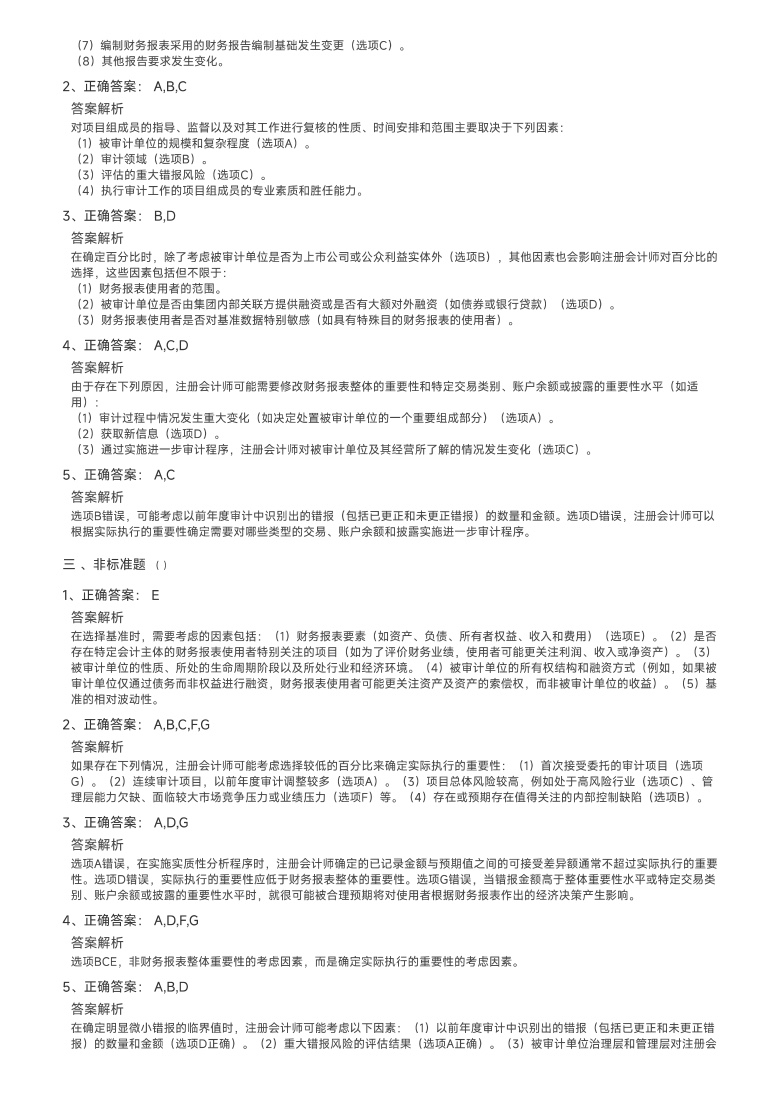 （7）编制财务报表采用的财务报告编制基础发生变更（选项C）。
（8）其他报告要求发生变化。
2、正确答案： A,B,C
答案解析
对项目组成员的指导、监督以及对其工作进行复核的性质、时间安排和范围主要取决于下列因素：
（1）被审计单位的规模和复杂程度（选项A）。
（2）审计领域（选项B）。
（3）评估的重大错报风险（选项C）。
（4）执行审计工作的项目组成员的专业素质和胜任能力。
3、正确答案： B,D
答案解析
在确定百分比时，除了考虑被审计单位是否为上市公司或公众利益实体外（选项B），其他因素也会影响注册会计师对百分比的
选择，这些因素包括但不限于：
（1）财务报表使用者的范围。
（2）被审计单位是否由集团内部关联方提供融资或是否有大额对外融资（如债券或银行贷款）（选项D）。
（3）财务报表使用者是否对基准数据特别敏感（如具有特殊目的财务报表的使用者）。
4、正确答案： A,C,D
答案解析
由于存在下列原因，注册会计师可能需要修改财务报表整体的重要性和特定交易类别、账户余额或披露的重要性水平（如适
用）：
（1）审计过程中情况发生重大变化（如决定处置被审计单位的一个重要组成部分）（选项A）。
（2）获取新信息（选项D）。
（3）通过实施进一步审计程序，注册会计师对被审计单位及其经营所了解的情况发生变化（选项C）。
5、正确答案： A,C
答案解析
选项B错误，可能考虑以前年度审计中识别出的错报（包括已更正和未更正错报）的数量和金额。选项D错误，注册会计师可以
根据实际执行的重要性确定需要对哪些类型的交易、账户余额和披露实施进一步审计程序。
三 、非标准题 （ ）
1、正确答案： E
答案解析
在选择基准时，需要考虑的因素包括：（1）财务报表要素（如资产、负债、所有者权益、收入和费用）（选项E）。（2）是否
存在特定会计主体的财务报表使用者特别关注的项目（如为了评价财务业绩，使用者可能更关注利润、收入或净资产）。（3）
被审计单位的性质、所处的生命周期阶段以及所处行业和经济环境。（4）被审计单位的所有权结构和融资方式（例如，如果被
审计单位仅通过债务而非权益进行融资，财务报表使用者可能更关注资产及资产的索偿权，而非被审计单位的收益）。（5）基
准的相对波动性。
2、正确答案： A,B,C,F,G
答案解析
如果存在下列情况，注册会计师可能考虑选择较低的百分比来确定实际执行的重要性：（1）首次接受委托的审计项目（选项
G）。（2）连续审计项目，以前年度审计调整较多（选项A）。（3）项目总体风险较高，例如处于高风险行业（选项C）、管
理层能力欠缺、面临较大市场竞争压力或业绩压力（选项F）等。（4）存在或预期存在值得关注的内部控制缺陷（选项B）。
3、正确答案： A,D,G
答案解析
选项A错误，在实施实质性分析程序时，注册会计师确定的已记录金额与预期值之间的可接受差异额通常不超过实际执行的重要
性。选项D错误，实际执行的重要性应低于财务报表整体的重要性。选项G错误，当错报金额高于整体重要性水平或特定交易类
别、账户余额或披露的重要性水平时，就很可能被合理预期将对使用者根据财务报表作出的经济决策产生影响。
4、正确答案： A,D,F,G
答案解析
选项BCE，非财务报表整体重要性的考虑因素，而是确定实际执行的重要性的考虑因素。
5、正确答案： A,B,D
答案解析
在确定明显微小错报的临界值时，注册会计师可能考虑以下因素：（1）以前年度审计中识别出的错报（包括已更正和未更正错
报）的数量和金额（选项D正确）。（2）重大错报风险的评估结果（选项A正确）。（3）被审计单位治理层和管理层对注册会